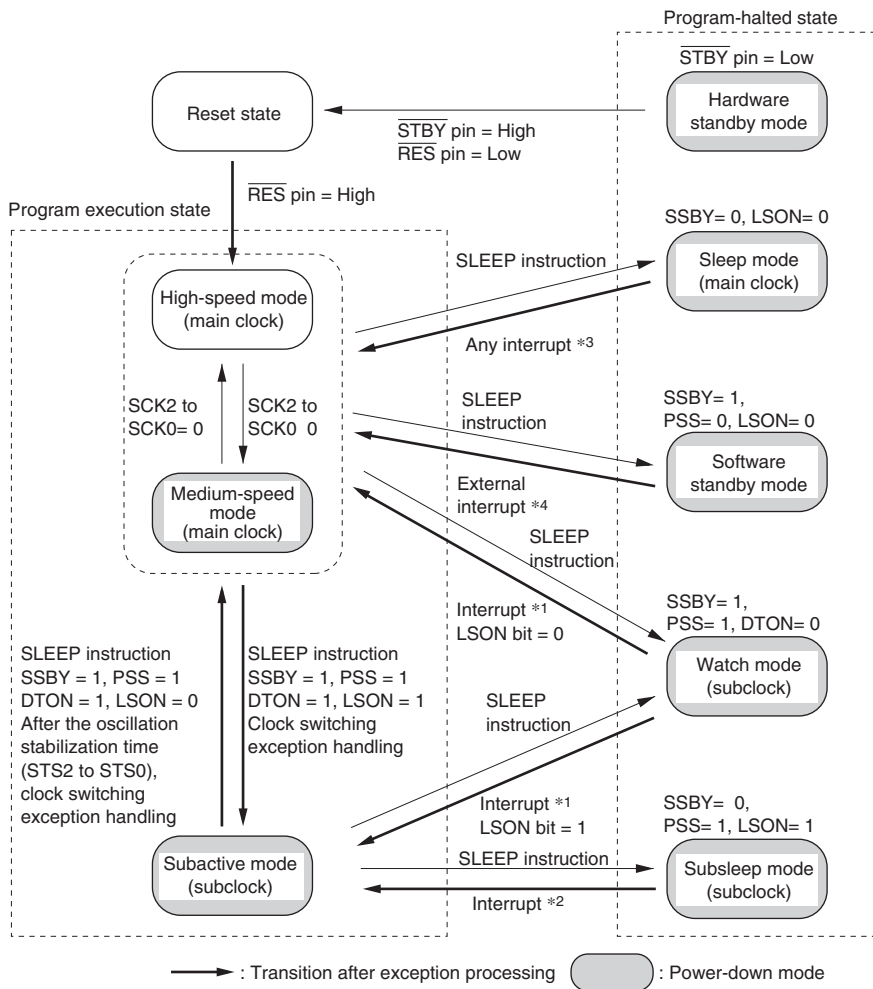 Program-halted state
STBY pin = Low
Hardware
standby mode
Reset state
STBY pin = High
RES pin = Low
RES pin = High
Program execution state
SSBY= 0, LSON= 0
Sleep mode
(main clock)
SLEEP instruction
Any interrupt *3
High-speed mode
(main clock)
SCK2 to
SCK0= 0
SCK2 to
SCK0 0
Medium-speed
mode
(main clock)
SLEEP
instruction
External
interrupt *4
SSBY= 1,
PSS= 0, LSON= 0
Software
standby mode
SLEEP
instruction
Interrupt *1
LSON bit = 0
SSBY= 1,
PSS= 1, DTON= 0
Watch mode
(subclock)
SLEEP instruction
SSBY = 1, PSS = 1
DTON = 1, LSON = 0
After the oscillation
stabilization time
(STS2 to STS0),
clock switching
exception handling
SLEEP instruction
SSBY = 1, PSS = 1
DTON = 1, LSON = 1
Clock switching
exception handling
SLEEP
instruction
Interrupt *1
LSON bit = 1
SSBY= 0,
PSS= 1, LSON= 1
Subactive mode
(subclock)
SLEEP instruction
Interrupt *2
Subsleep mode
(subclock)
: Transition after exception processing
: Power-down mode